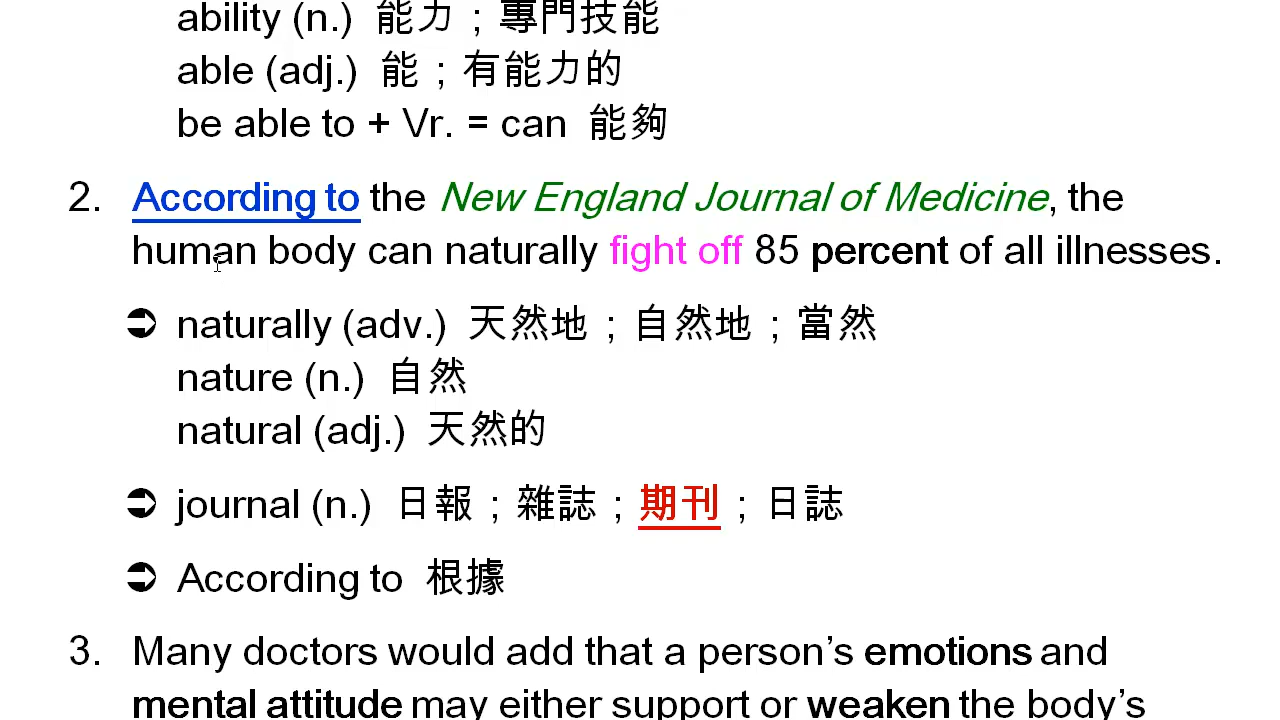 ability (n.) 能力；專門技能
able (adj.) 能；有能力的
be able to + Vr. = can 能夠
2. According to the New England Journal of Medicine, the
human body can naturally fight off 85 percent of all illnesses.
➲ naturally (adv.) 天然地；自然地；當然
nature (n.) 自然
natural (adj.) 天然的
➲ journal (n.) 日報；雜誌；期刊；日誌
➲ According to 根據
3. Many doctors would add that a person’s emotions and
mental attitude may either support or weaken the body’s